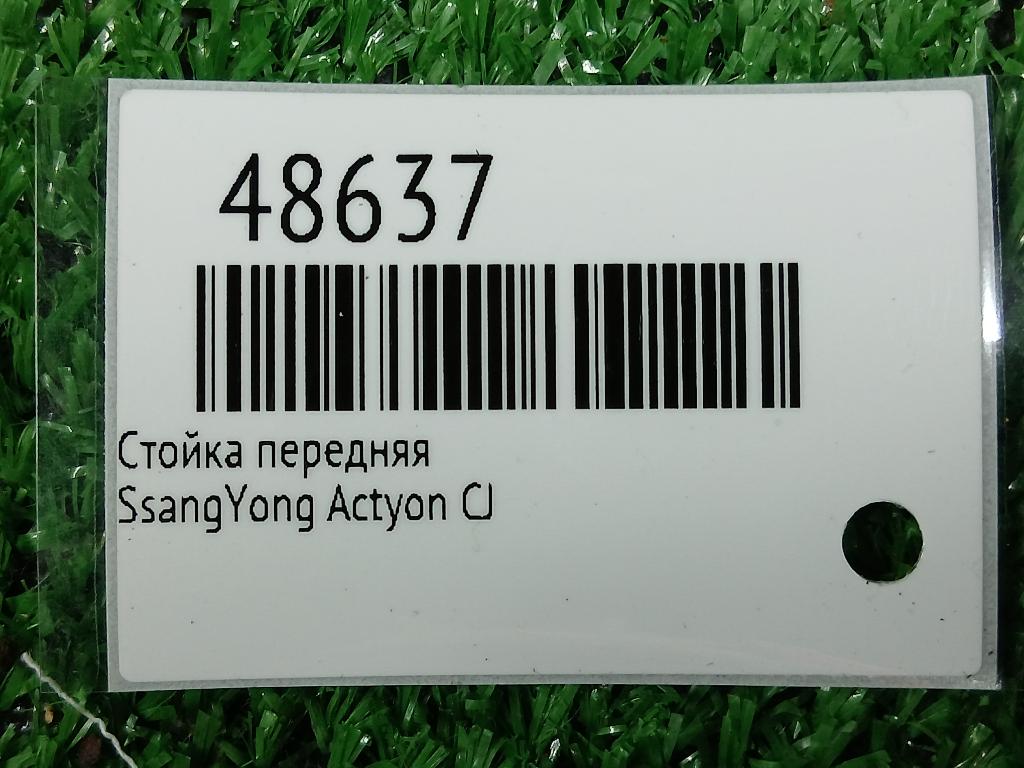 48637
Стойка передняя
SsangYong Actyon CJ